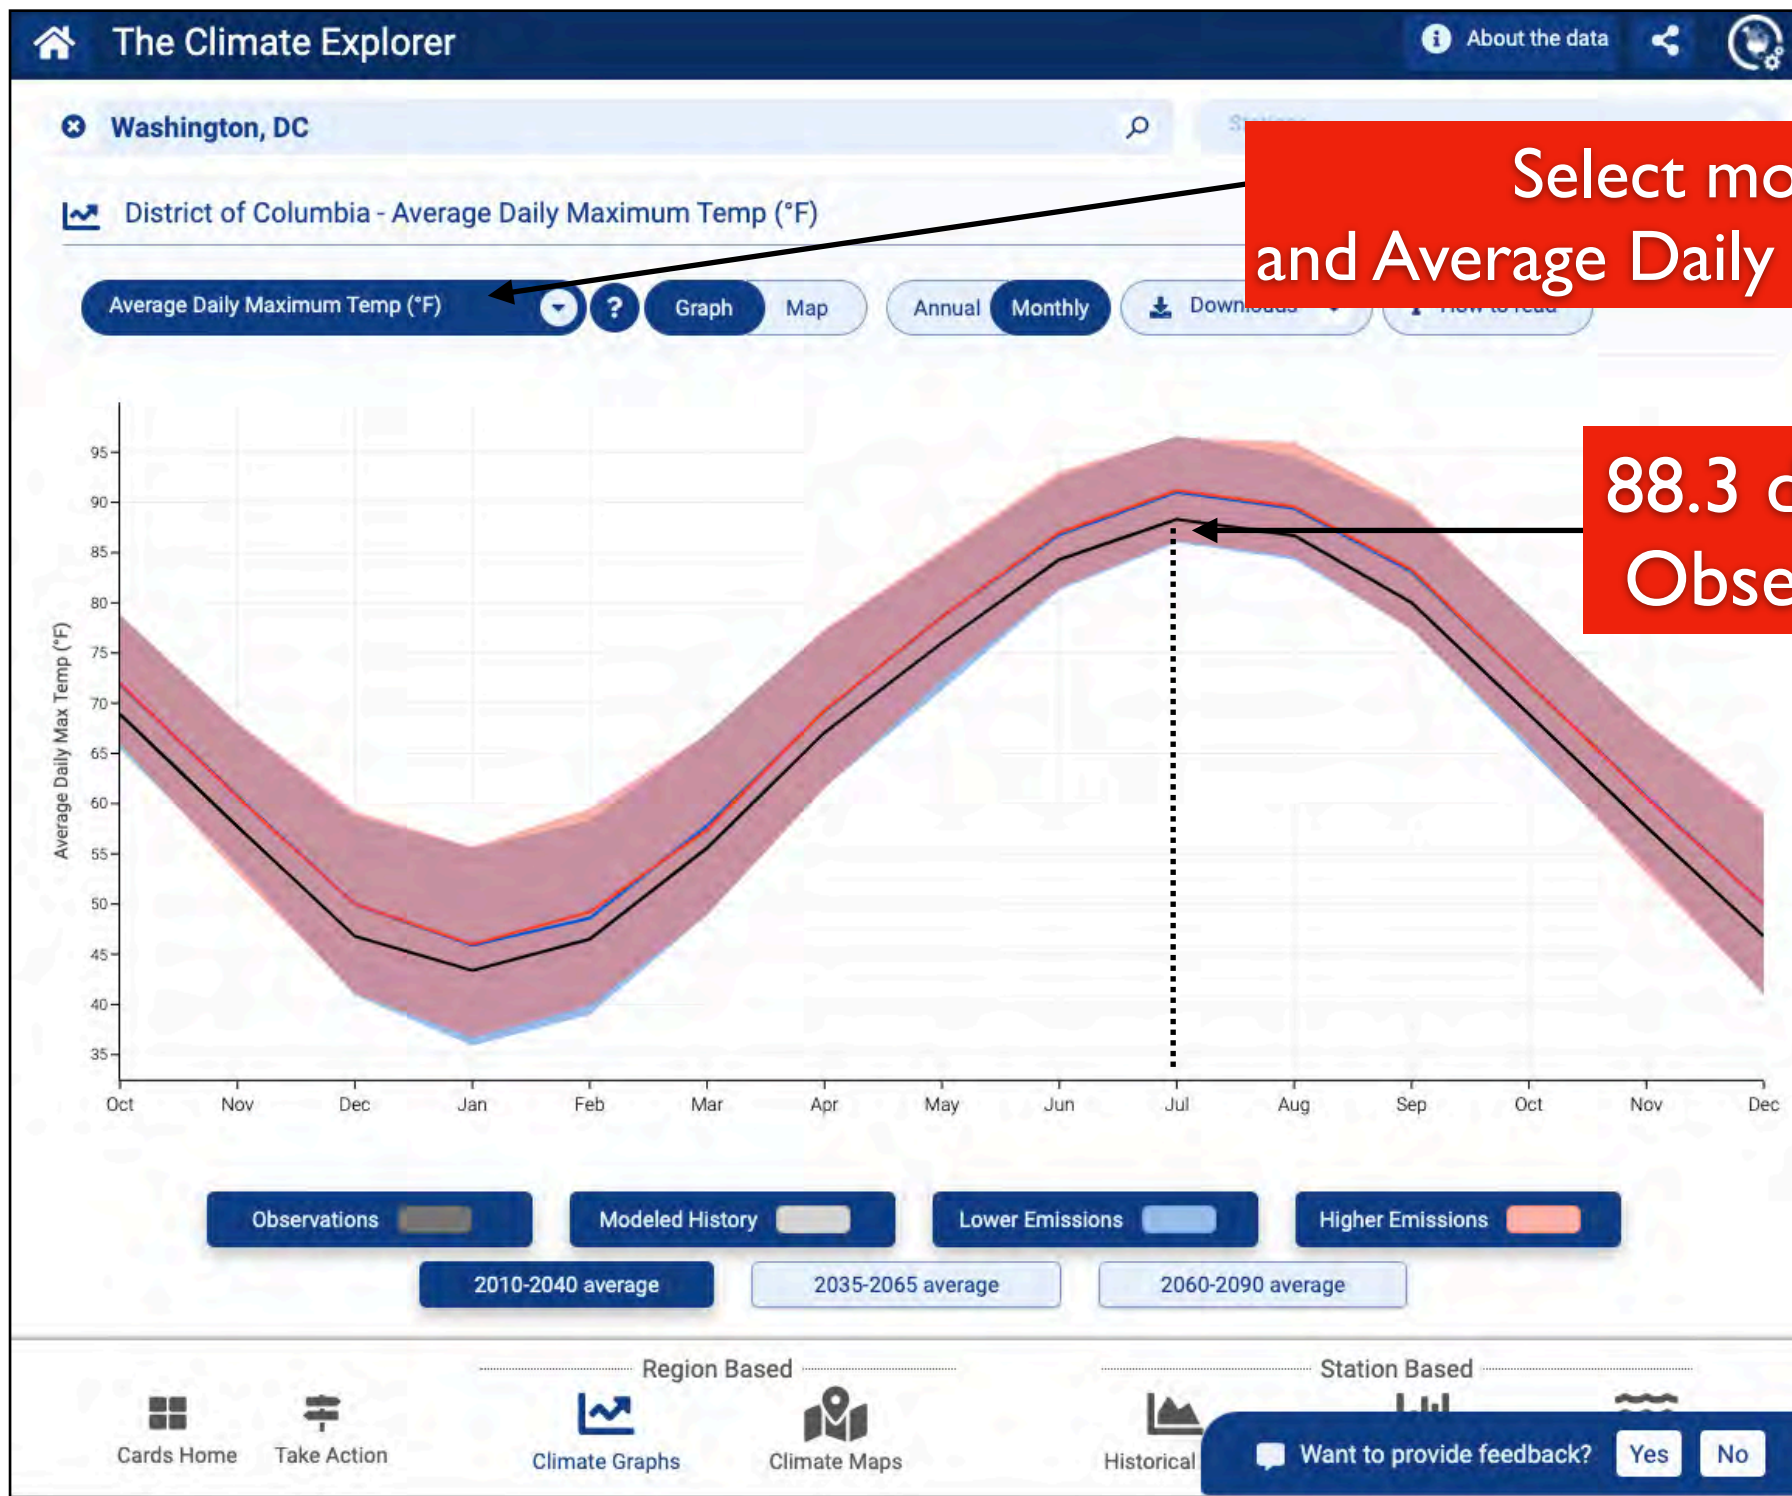 The Climate Explorer
About the data
Washington, DC
Stations
District of Columbia - Average Daily Maximum Temp (°F)
Select mo
and Average Daily
Average Daily Maximum Temp (°F)
?
Graph
Map
Annual
Monthly
Downloads
How to read
88.3
Obse
Average Daily Max Temp (°F)
95
90
85
80
75
70
65
60
55
50
45
40
35
Oct
Nov
Dec
Jan
Feb
Mar
Apr
May
Jun
Jul
Aug
Sep
Oct
Nov
Dec
Observations
Modeled History
Lower Emissions
Higher Emissions
2010-2040 average
2035-2065 average
2060-2090 average
Region Based
Station Based
Cards Home
Take Action
Climate Graphs
Climate Maps
Historical
Want to provide feedback?
Yes
No